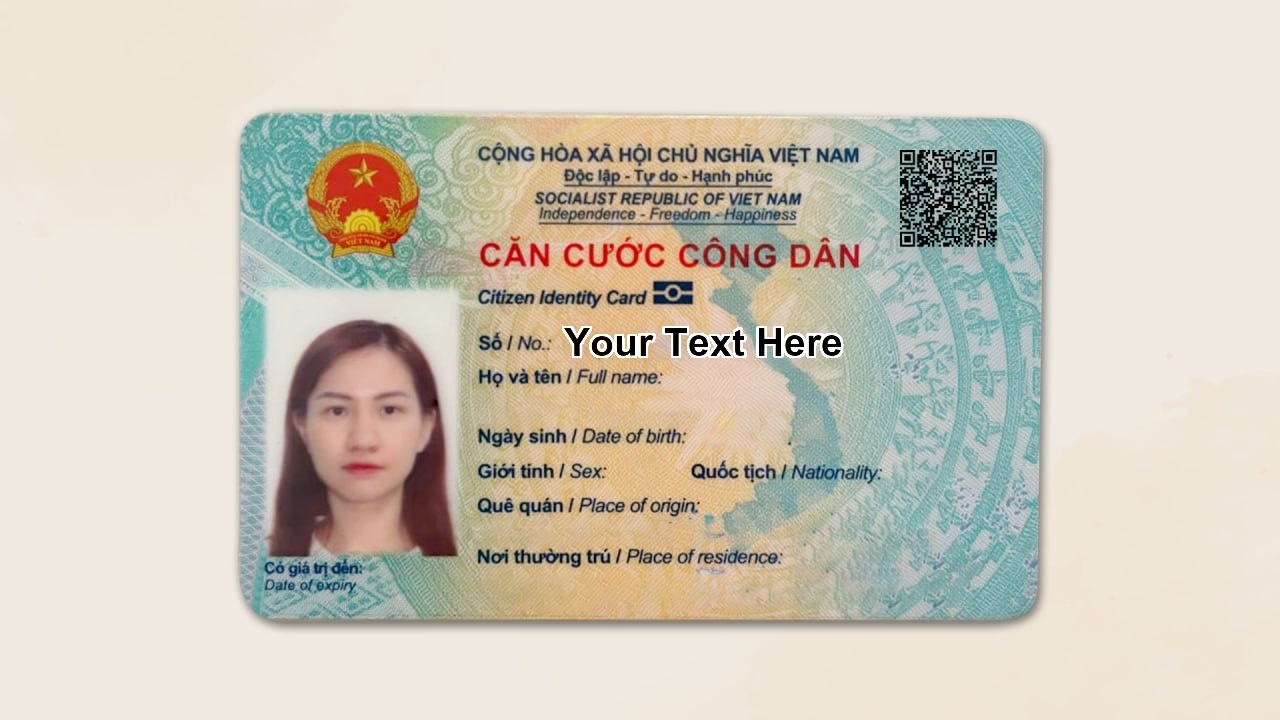 CỘNG HÒA XÃ HỘI CHỦ NGHĨA VIỆT NAM
Độc lập - Tự do - Hạnh phúc
SOCIALIST REPUBLIC OF VIET NAM
Independence - Freedom - Happiness
CĂN CƯỚC CÔNG DÂN
Citizen Identity Card
Số / No.: Your Text Here
Họ và tên / Full name:
Ngày sinh / Date of birth:
Giới tính / Sex: Quốc tịch / Nationality:
Quê quán / Place of origin:
Nơi thường trú / Place of residence:
Có giá trị đến:
Date of expiry
VIỆT NAM